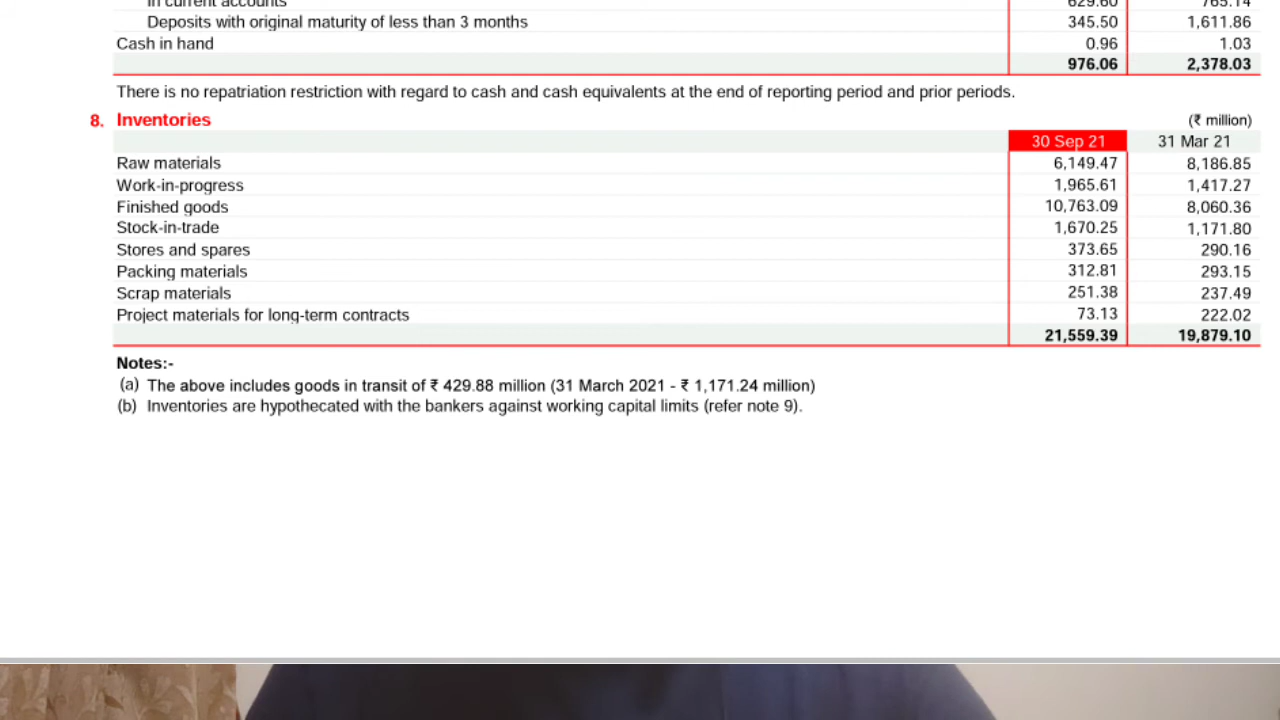 In current accounts 629.60 765.14
Deposits with original maturity of less than 3 months 345.50 1,611.86
Cash in hand 0.96 1.03
976.06 2,378.03
There is no repatriation restriction with regard to cash and cash equivalents at the end of reporting period and prior periods.
8. Inventories (₹ million)
30 Sep 21 31 Mar 21
Raw materials 6,149.47 8,186.85
Work-in-progress 1,965.61 1,417.27
Finished goods 10,763.09 8,060.36
Stock-in-trade 1,670.25 1,171.80
Stores and spares 373.65 290.16
Packing materials 312.81 293.15
Scrap materials 251.38 237.49
Project materials for long-term contracts 73.13 222.02
21,559.39 19,879.10
Notes:-
(a) The above includes goods in transit of ₹ 429.88 million (31 March 2021 - ₹ 1,171.24 million)
(b) Inventories are hypothecated with the bankers against working capital limits (refer note 9).